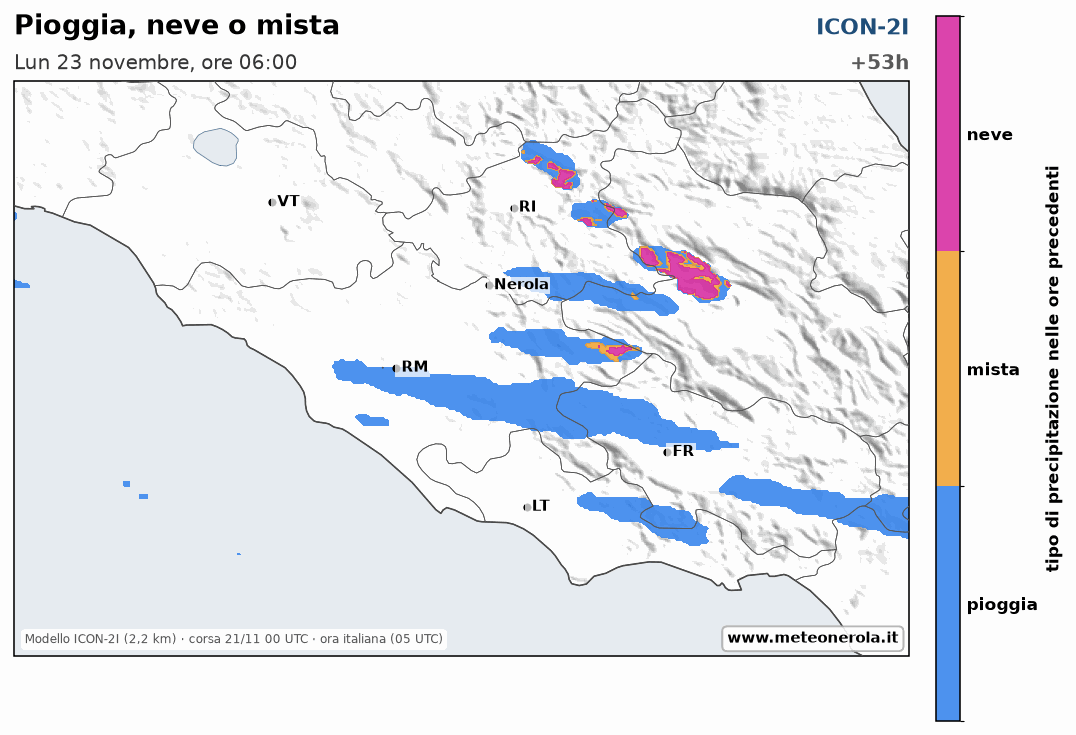 Pioggia, neve o mista
ICON-2I
Lun 23 novembre, ore 06:00
+53h
neve
VT
RI
Nerola
RM
mista
FR
LT
pioggia
tipo di precipitazione nelle ore precedenti
Modello ICON-2I (2,2 km) · corsa 21/11 00 UTC · ora italiana (05 UTC)
www.meteonerola.it